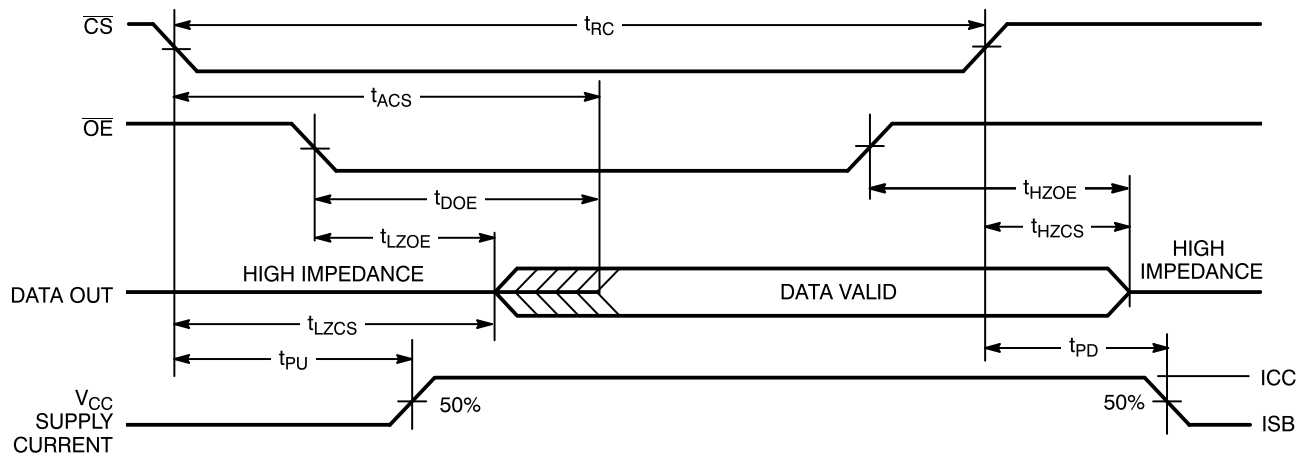 CS
tRC
tACS
OE
tDOE
tHZOE
tLZOE
tHZCS
HIGH IMPEDANCE
HIGH
IMPEDANCE
DATA OUT
DATA VALID
tLZCS
tPU
tPD
VCC
SUPPLY
CURRENT
50%
50%
ICC
ISB